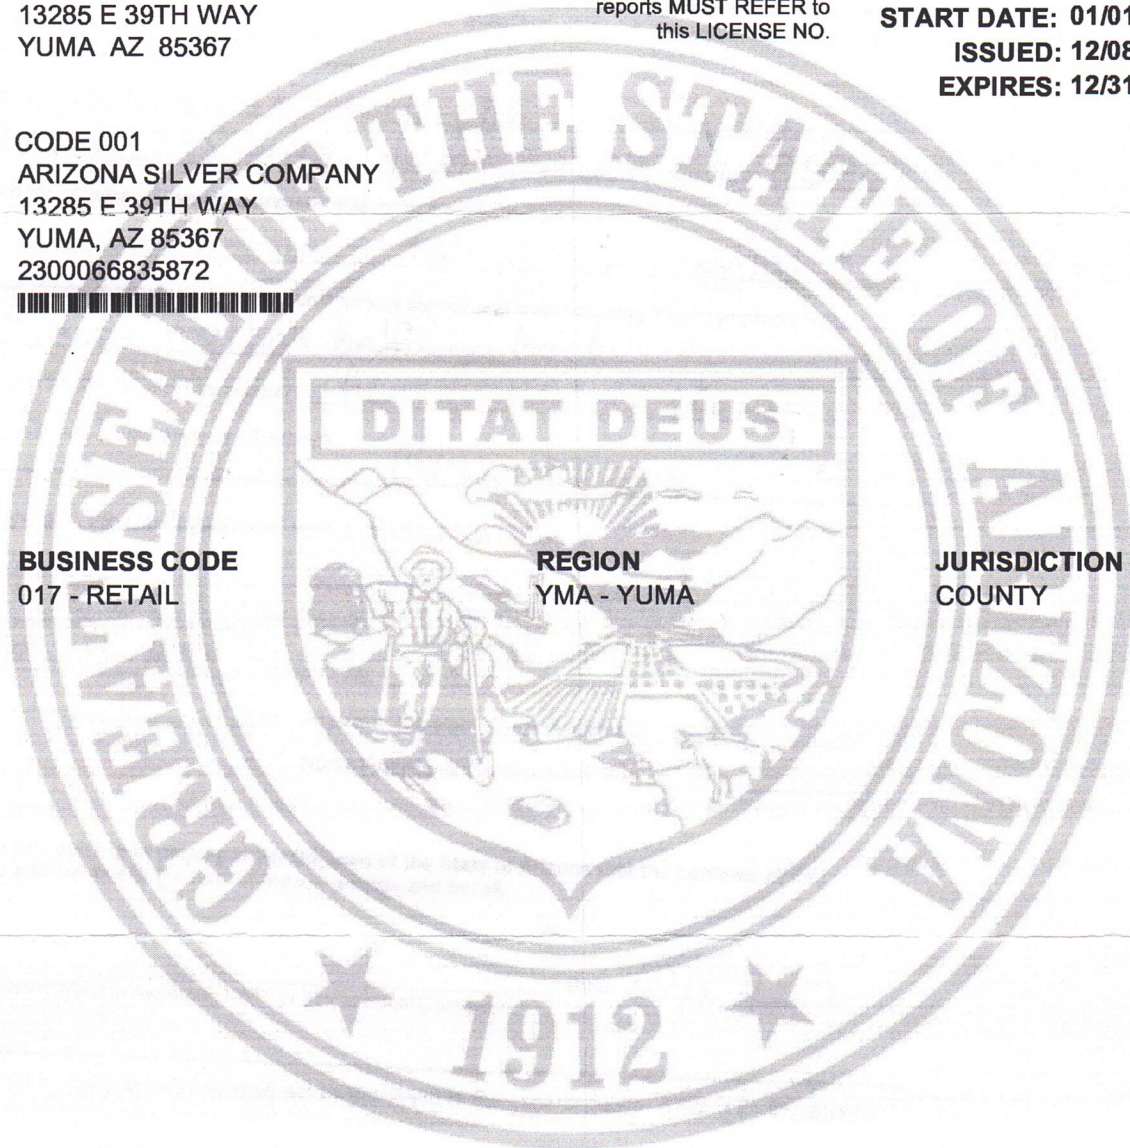 13285 E 39TH WAY
YUMA AZ 85367
reports MUST REFER to
this LICENSE NO.
START DATE: 01/01
ISSUED: 12/08
EXPIRES: 12/31
CODE 001
ARIZONA SILVER COMPANY
13285 E 39TH WAY
YUMA, AZ 85367
2300066835872
GREAT SEAL OF THE STATE OF ARIZONA
DITAT DEUS
BUSINESS CODE
REGION
JURISDICTION
017 - RETAIL
YMA - YUMA
COUNTY
1912